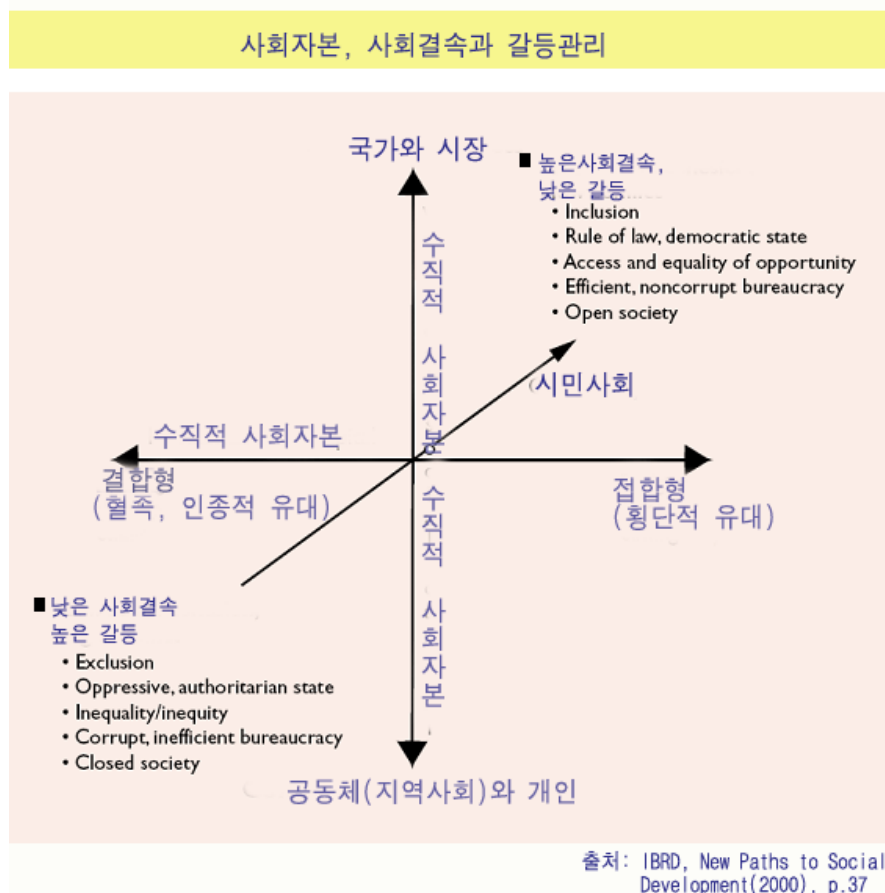 사회자본, 사회결속과 갈등관리
국가와 시장
■ 높은사회결속,
낮은 갈등
• Inclusion
• Rule of law, democratic state
• Access and equality of opportunity
• Efficient, noncorrupt bureaucracy
• Open society
수직적 사회자본
시민사회
수직적 사회자본
결합형
(혈족, 인종적 유대)
접합형
(횡단적 유대)
수직적 사회자본
■ 낮은 사회결속
높은 갈등
• Exclusion
• Oppressive, authoritarian state
• Inequality/inequity
• Corrupt, inefficient bureaucracy
• Closed society
공동체(지역사회)와 개인
출처: IBRD, New Paths to Social
Development(2000), p.37